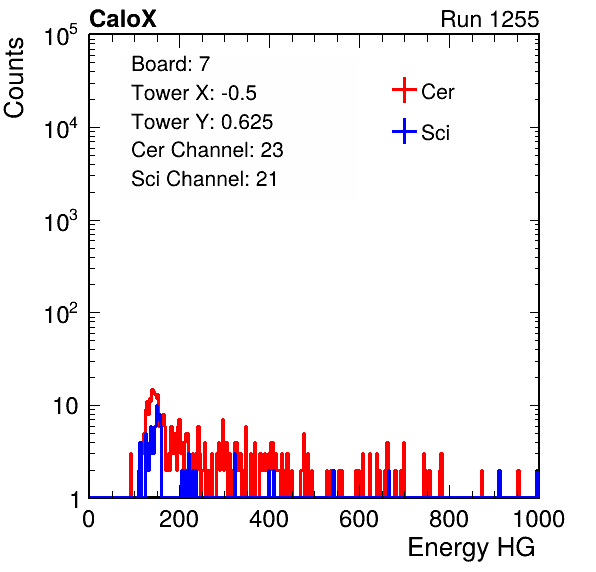 CaloX Run 1255
Counts
Board: 7
Tower X: -0.5
Tower Y: 0.625
Cer Channel: 23
Sci Channel: 21
Cer
Sci
10^5
10^4
10^3
10^2
10
1
0 200 400 600 800 1000
Energy HG